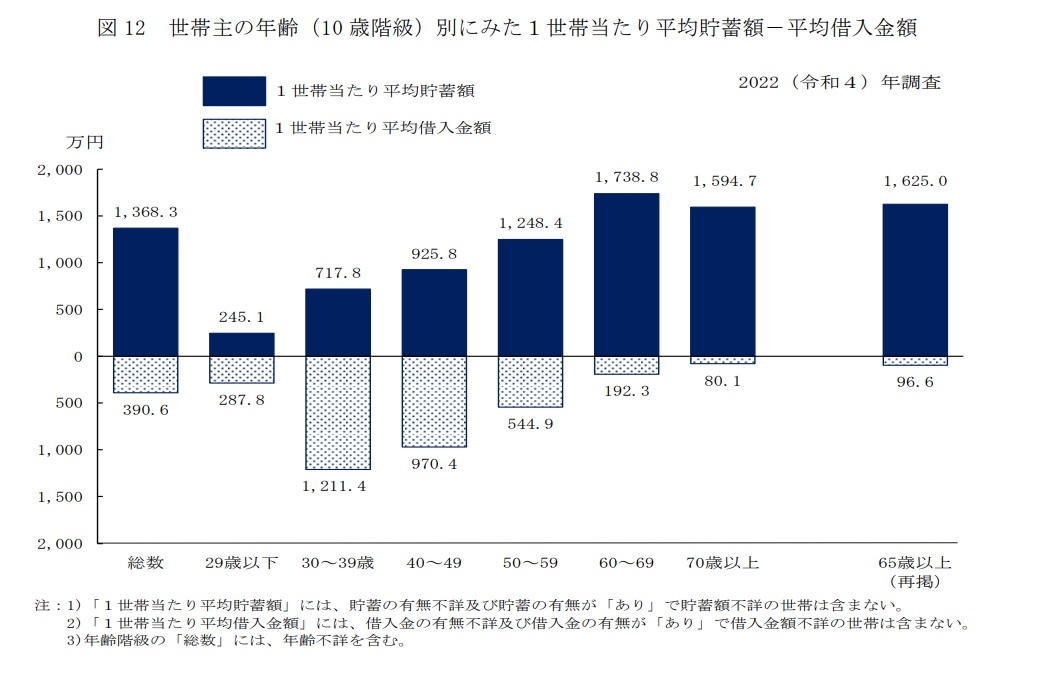 図12　世帯主の年齢（10歳階級）別にみた１世帯当たり平均貯蓄額－平均借入金額
2022（令和４）年調査
１世帯当たり平均貯蓄額
１世帯当たり平均借入金額
万円
2,000
1,500
1,000
500
0
500
1,000
1,500
2,000
1,368.3
245.1
717.8
925.8
1,248.4
1,738.8
1,594.7
1,625.0
390.6
287.8
1,211.4
970.4
544.9
192.3
80.1
96.6
総数
29歳以下
30～39歳
40～49
50～59
60～69
70歳以上
65歳以上
（再掲）
注：1）「１世帯当たり平均貯蓄額」には、貯蓄の有無不詳及び貯蓄の有無が「あり」で貯蓄額不詳の世帯は含まない。
2）「１世帯当たり平均借入金額」には、借入金の有無不詳及び借入金の有無が「あり」で借入金額不詳の世帯は含まない。
3)年齢階級の「総数」には、年齢不詳を含む。